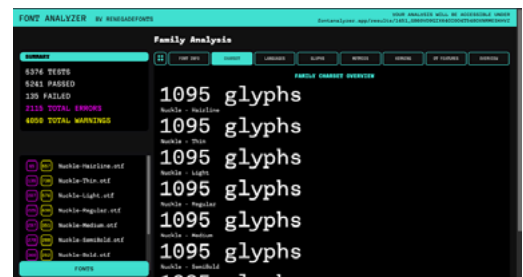 FONT ANALYZER BY RENEGADEFONTS
YOUR ANALYSIS WILL BE ACCESSIBLE UNDER
Family Analysis
SUMMARY
5376 TESTS
5241 PASSED
135 FAILED
2115 TOTAL ERRORS
4050 TOTAL WARNINGS
FONT INFO
CHARSET
LANGUAGES
GLYPHS
METRICS
KERNING
OT FEATURES
OVERVIEW
FAMILY CHARSET OVERVIEW
1095 glyphs
Nuckle - Hairline
1095 glyphs
Nuckle - Thin
1095 glyphs
Nuckle - Light
1095 glyphs
Nuckle - Regular
1095 glyphs
Nuckle - Medium
1095 glyphs
Nuckle - SemiBold
Nuckle-Hairline.otf
Nuckle-Thin.otf
Nuckle-Light.otf
Nuckle-Regular.otf
Nuckle-Medium.otf
Nuckle-SemiBold.otf
Nuckle-Bold.otf
FONTS